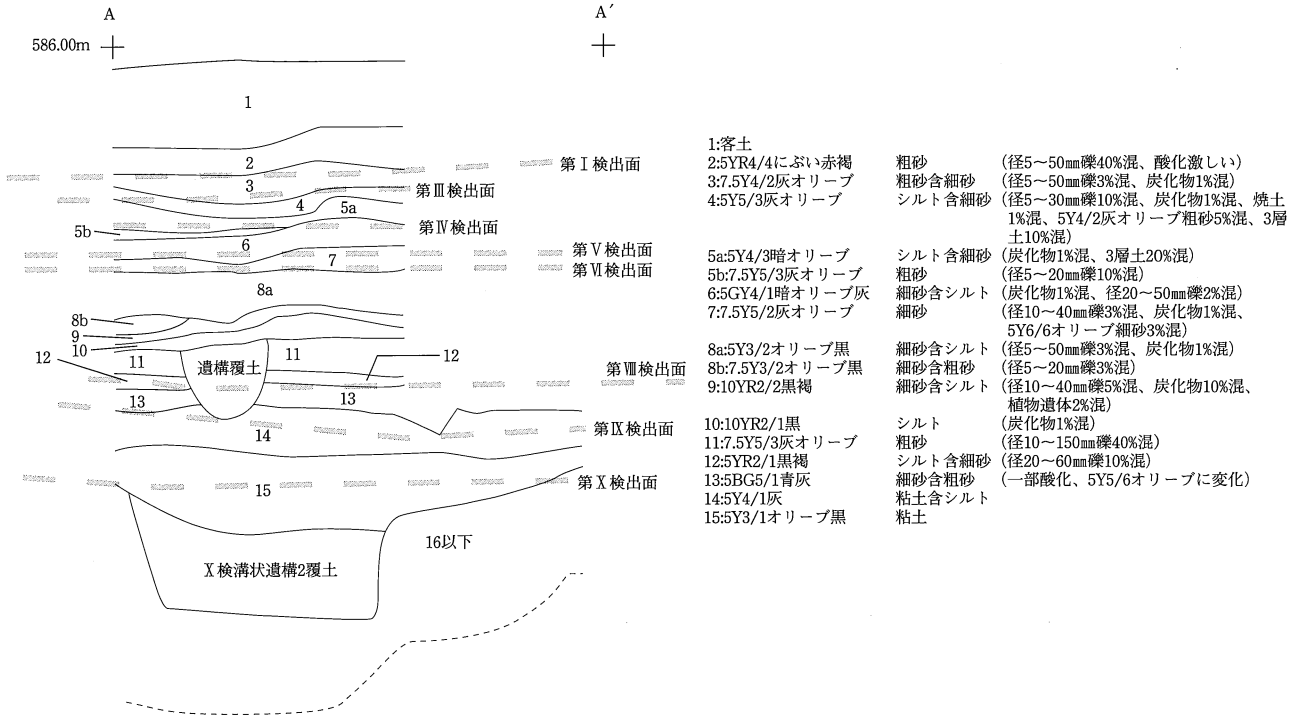 A
A′
586.00m
1
2
第Ⅰ検出面
3
第Ⅲ検出面
4
5a
第Ⅳ検出面
5b
6
第Ⅴ検出面
7
第Ⅵ検出面
8a
8b
9
10
11
11
12
12
遺構覆土
第Ⅷ検出面
13
13
第Ⅸ検出面
14
第Ⅹ検出面
15
16以下
Ⅹ検溝状遺構2覆土
1:客土
2:5YR4/4にぶい赤褐 粗砂 (径5～50㎜礫40%混、酸化激しい)
3:7.5Y4/2灰オリーブ 粗砂含細砂 (径5～50㎜礫3%混、炭化物1%混)
4:5Y5/3灰オリーブ シルト含細砂 (径5～30㎜礫10%混、炭化物1%混、焼土
1%混、5Y4/2灰オリーブ粗砂5%混、3層
土10%混)
5a:5Y4/3暗オリーブ シルト含細砂 (炭化物1%混、3層土20%混)
5b:7.5Y5/3灰オリーブ 粗砂 (径5～20㎜礫10%混)
6:5GY4/1暗オリーブ灰 細砂含シルト (炭化物1%混、径20～50㎜礫2%混)
7:7.5Y5/2灰オリーブ 細砂 (径10～40㎜礫3%混、炭化物1%混、
5Y6/6オリーブ細砂3%混)
8a:5Y3/2オリーブ黒 細砂含シルト (径5～50㎜礫3%混、炭化物1%混)
8b:7.5Y3/2オリーブ黒 細砂含粗砂 (径5～20㎜礫3%混)
9:10YR2/2黒褐 細砂含シルト (径10～40㎜礫5%混、炭化物10%混、
植物遺体2%混)
10:10YR2/1黒 シルト (炭化物1%混)
11:7.5Y5/3灰オリーブ 粗砂 (径10～150㎜礫40%混)
12:5YR2/1黒褐 シルト含細砂 (径20～60㎜礫10%混)
13:5BG5/1青灰 細砂含粗砂 (一部酸化、5Y5/6オリーブに変化)
14:5Y4/1灰 粘土含シルト
15:5Y3/1オリーブ黒 粘土